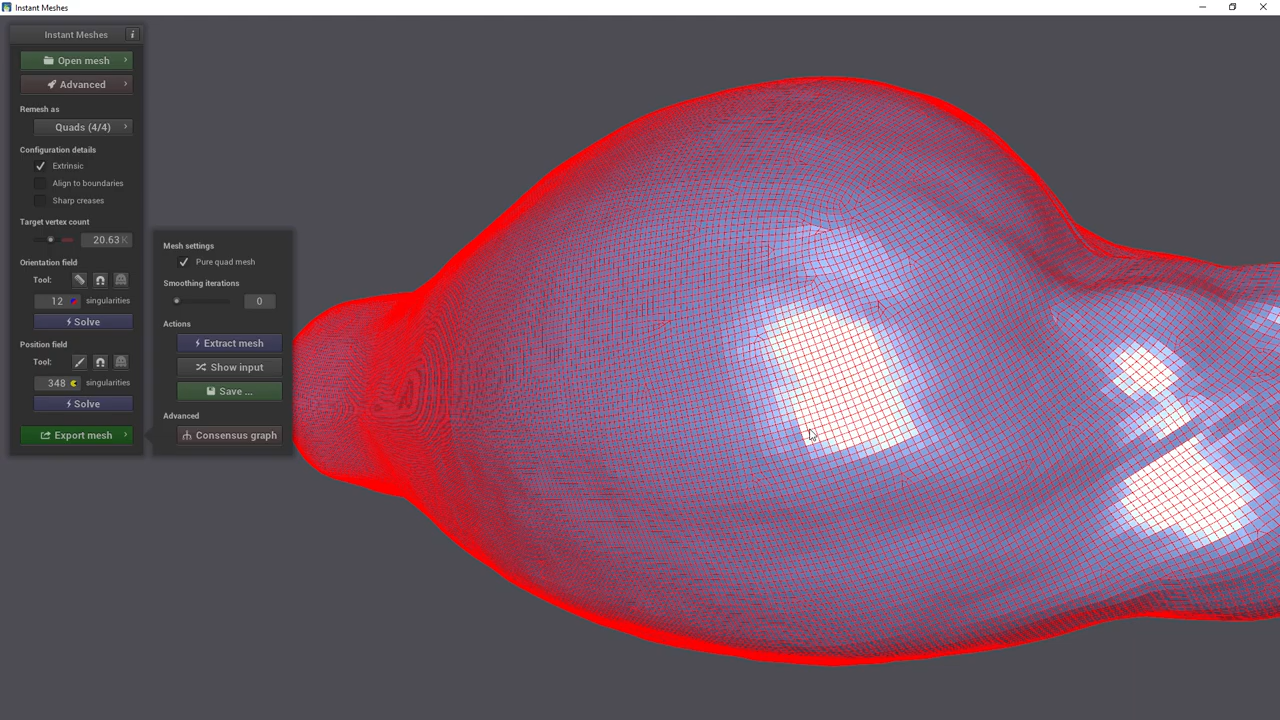 Instant Meshes
Instant Meshes i
Open mesh
Advanced
Remesh as
Quads (4/4)
Configuration details
Extrinsic
Align to boundaries
Sharp creases
Target vertex count
20.63K
Orientation field
Tool:
12 singularities
Solve
Position field
Tool:
348 singularities
Solve
Export mesh
Mesh settings
Pure quad mesh
Smoothing iterations
0
Actions
Extract mesh
Show input
Save ...
Advanced
Consensus graph